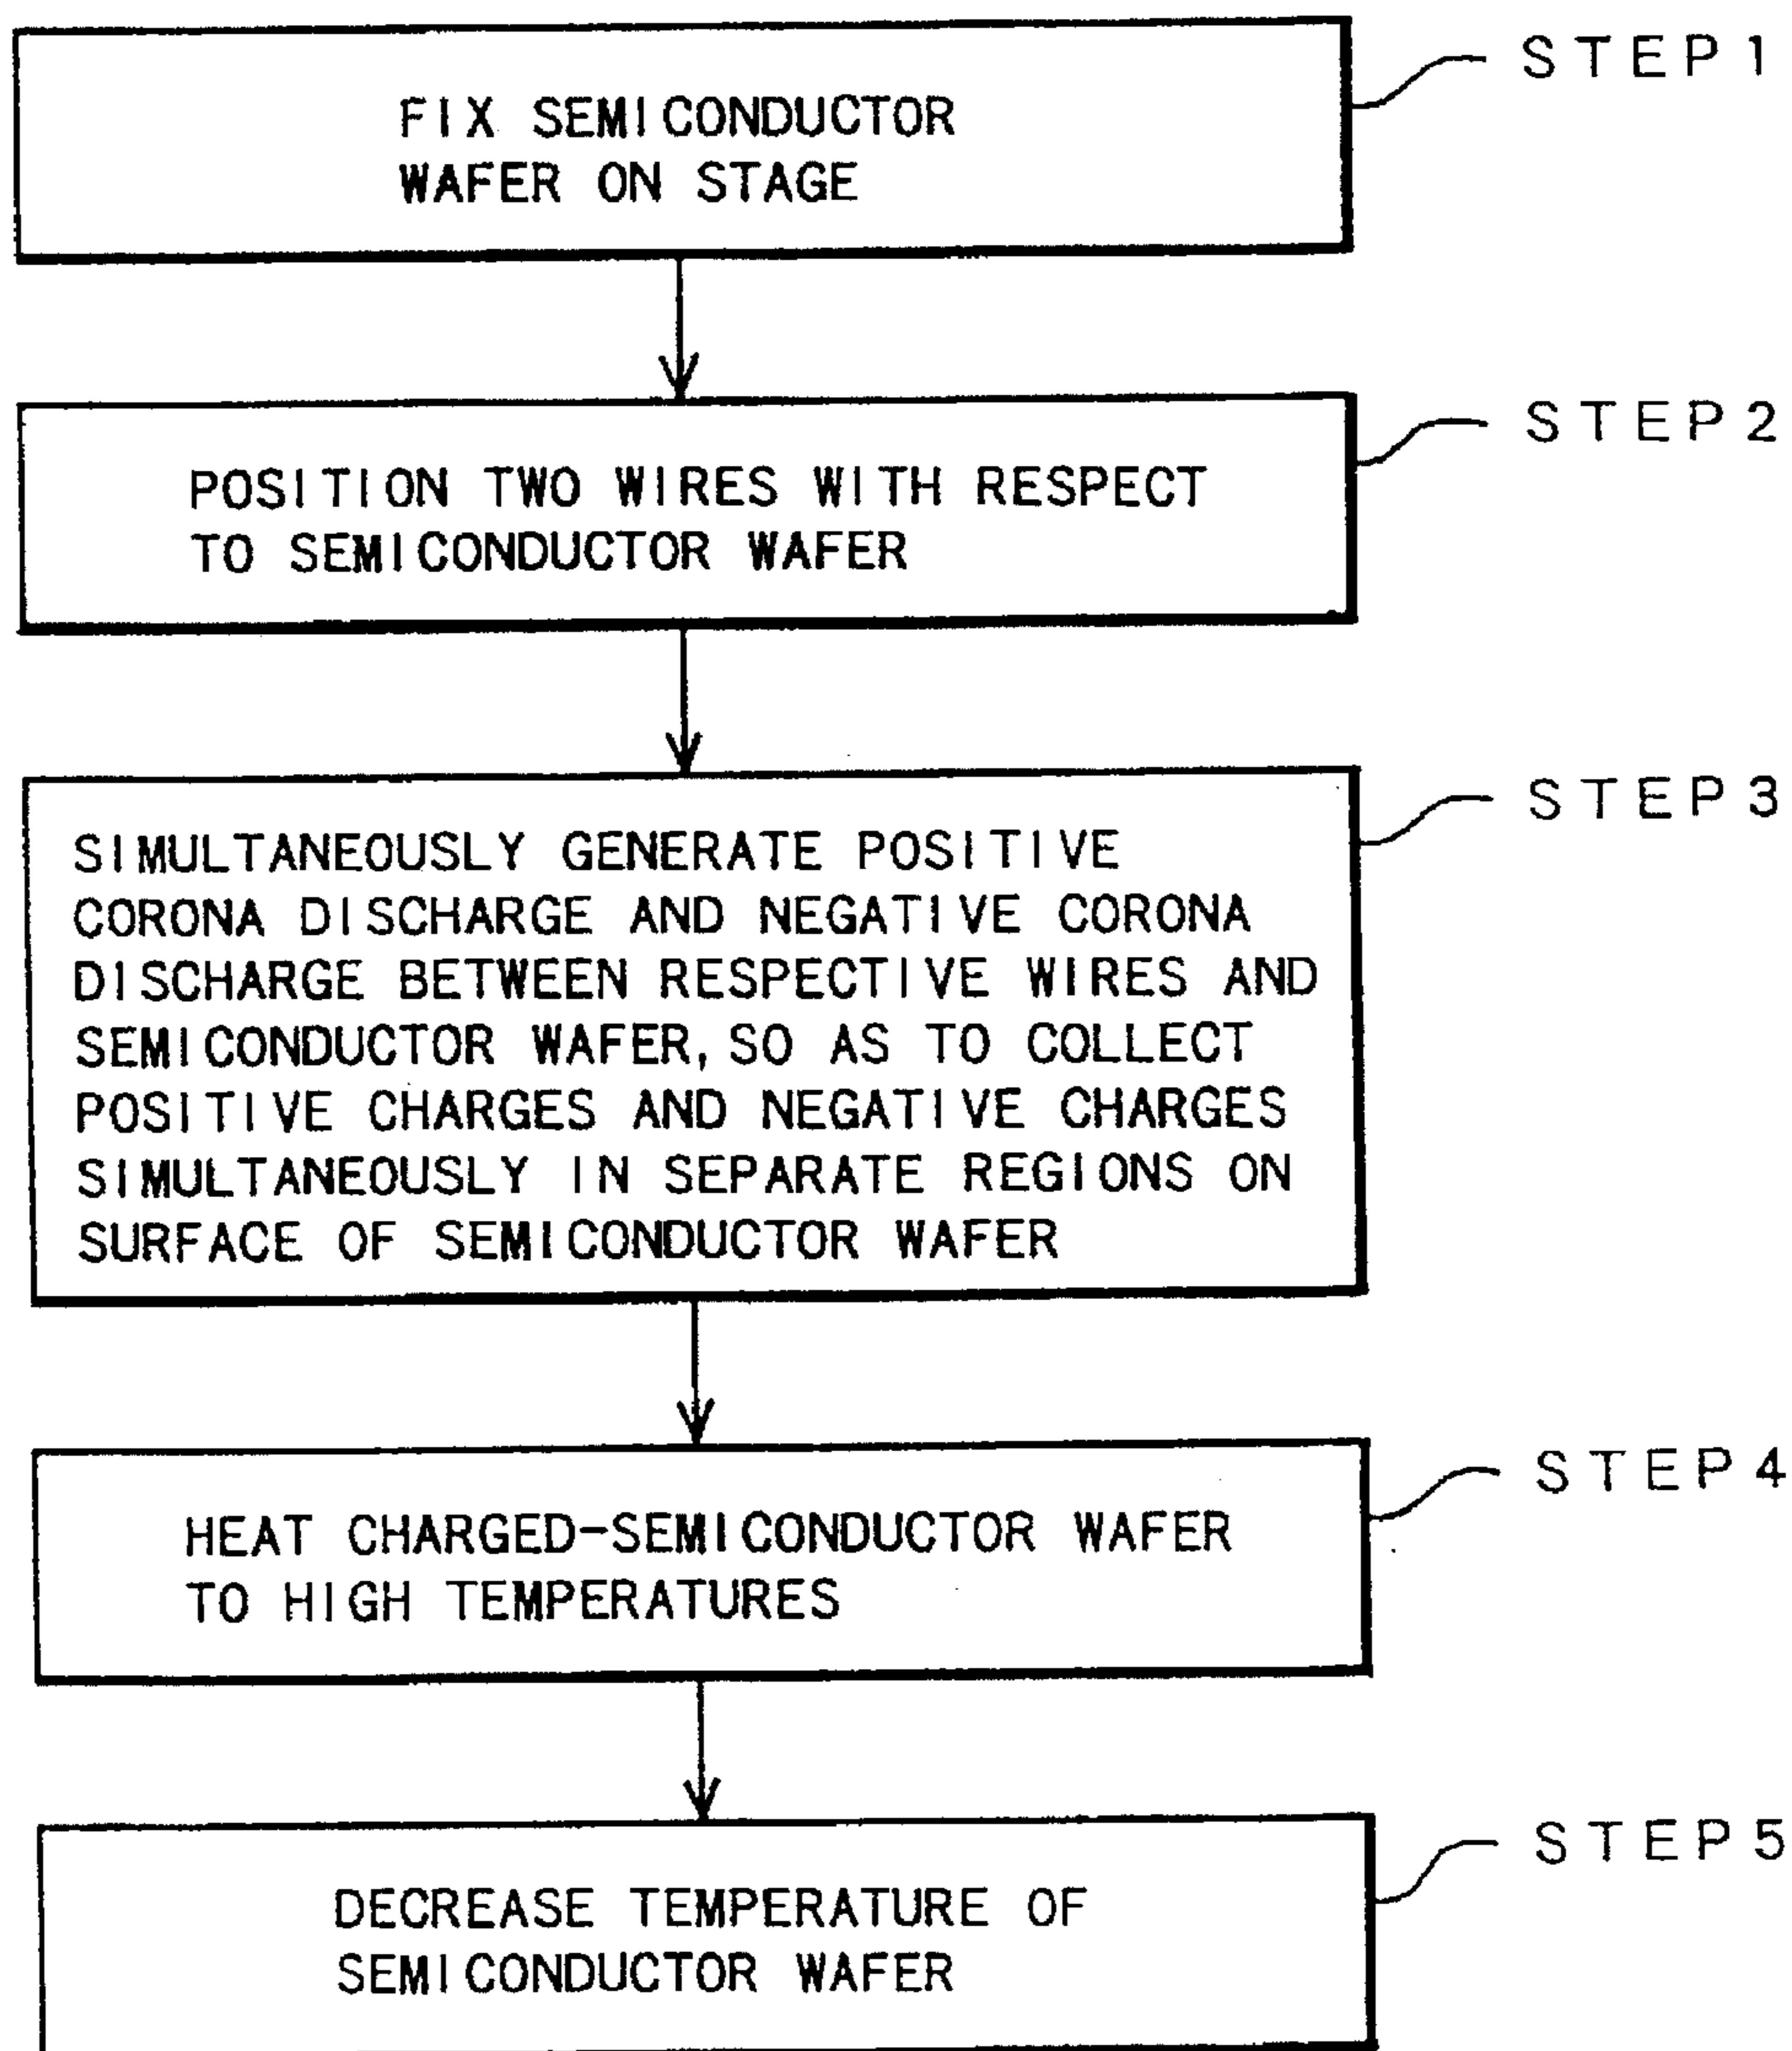 STEP1
FIX SEMICONDUCTOR
WAFER ON STAGE
STEP2
POSITION TWO WIRES WITH RESPECT
TO SEMICONDUCTOR WAFER
STEP3
SIMULTANEOUSLY GENERATE POSITIVE
CORONA DISCHARGE AND NEGATIVE CORONA
DISCHARGE BETWEEN RESPECTIVE WIRES AND
SEMICONDUCTOR WAFER, SO AS TO COLLECT
POSITIVE CHARGES AND NEGATIVE CHARGES
SIMULTANEOUSLY IN SEPARATE REGIONS ON
SURFACE OF SEMICONDUCTOR WAFER
STEP4
HEAT CHARGED-SEMICONDUCTOR WAFER
TO HIGH TEMPERATURES
STEP5
DECREASE TEMPERATURE OF
SEMICONDUCTOR WAFER